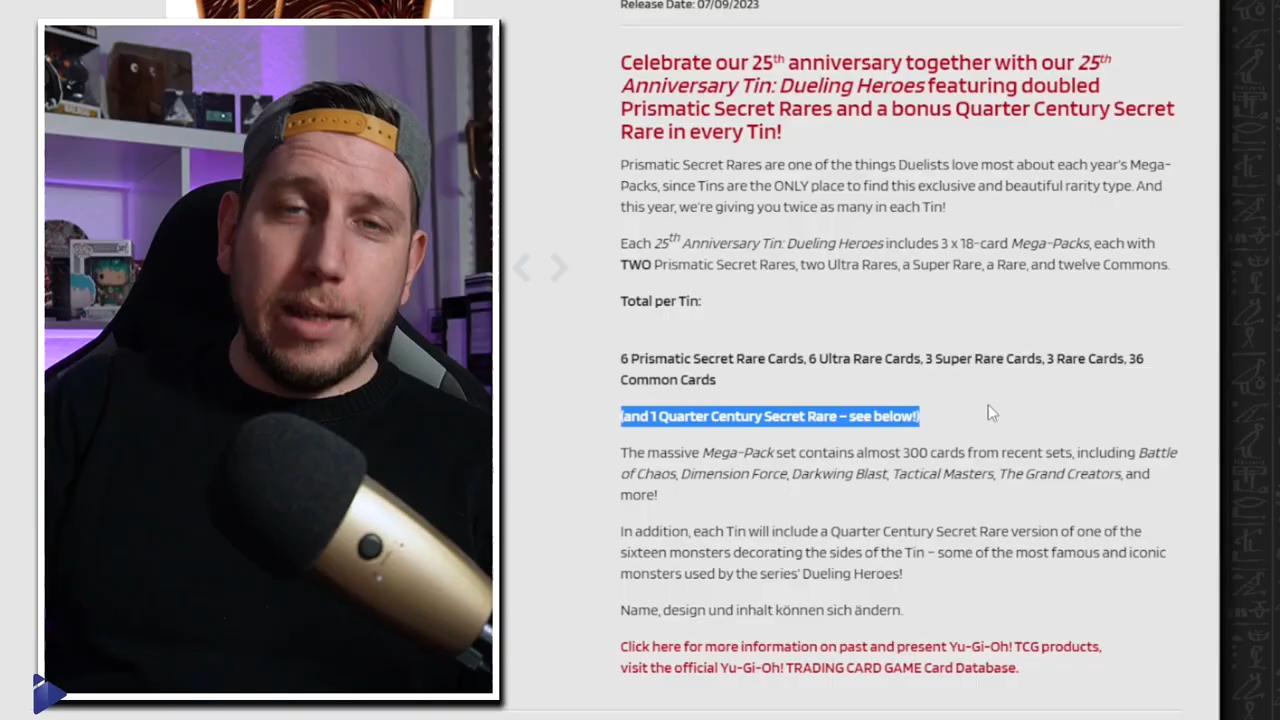 Release Date: 07/09/2023
Celebrate our 25th anniversary together with our 25th
Anniversary Tin: Dueling Heroes featuring doubled
Prismatic Secret Rares and a bonus Quarter Century Secret
Rare in every Tin!
Prismatic Secret Rares are one of the things Duelists love most about each year's Mega-
Packs, since Tins are the ONLY place to find this exclusive and beautiful rarity type. And
this year, we're giving you twice as many in each Tin!
Each 25th Anniversary Tin: Dueling Heroes includes 3 x 18-card Mega-Packs, each with
TWO Prismatic Secret Rares, two Ultra Rares, a Super Rare, a Rare, and twelve Commons.
Total per Tin:
6 Prismatic Secret Rare Cards, 6 Ultra Rare Cards, 3 Super Rare Cards, 3 Rare Cards, 36
Common Cards
(and 1 Quarter Century Secret Rare – see below!)
The massive Mega-Pack set contains almost 300 cards from recent sets, including Battle
of Chaos, Dimension Force, Darkwing Blast, Tactical Masters, The Grand Creators, and
more!
In addition, each Tin will include a Quarter Century Secret Rare version of one of the
sixteen monsters decorating the sides of the Tin – some of the most famous and iconic
monsters used by the series' Dueling Heroes!
Name, design und inhalt können sich ändern.
Click here for more information on past and present Yu-Gi-Oh! TCG products,
visit the official Yu-Gi-Oh! TRADING CARD GAME Card Database.